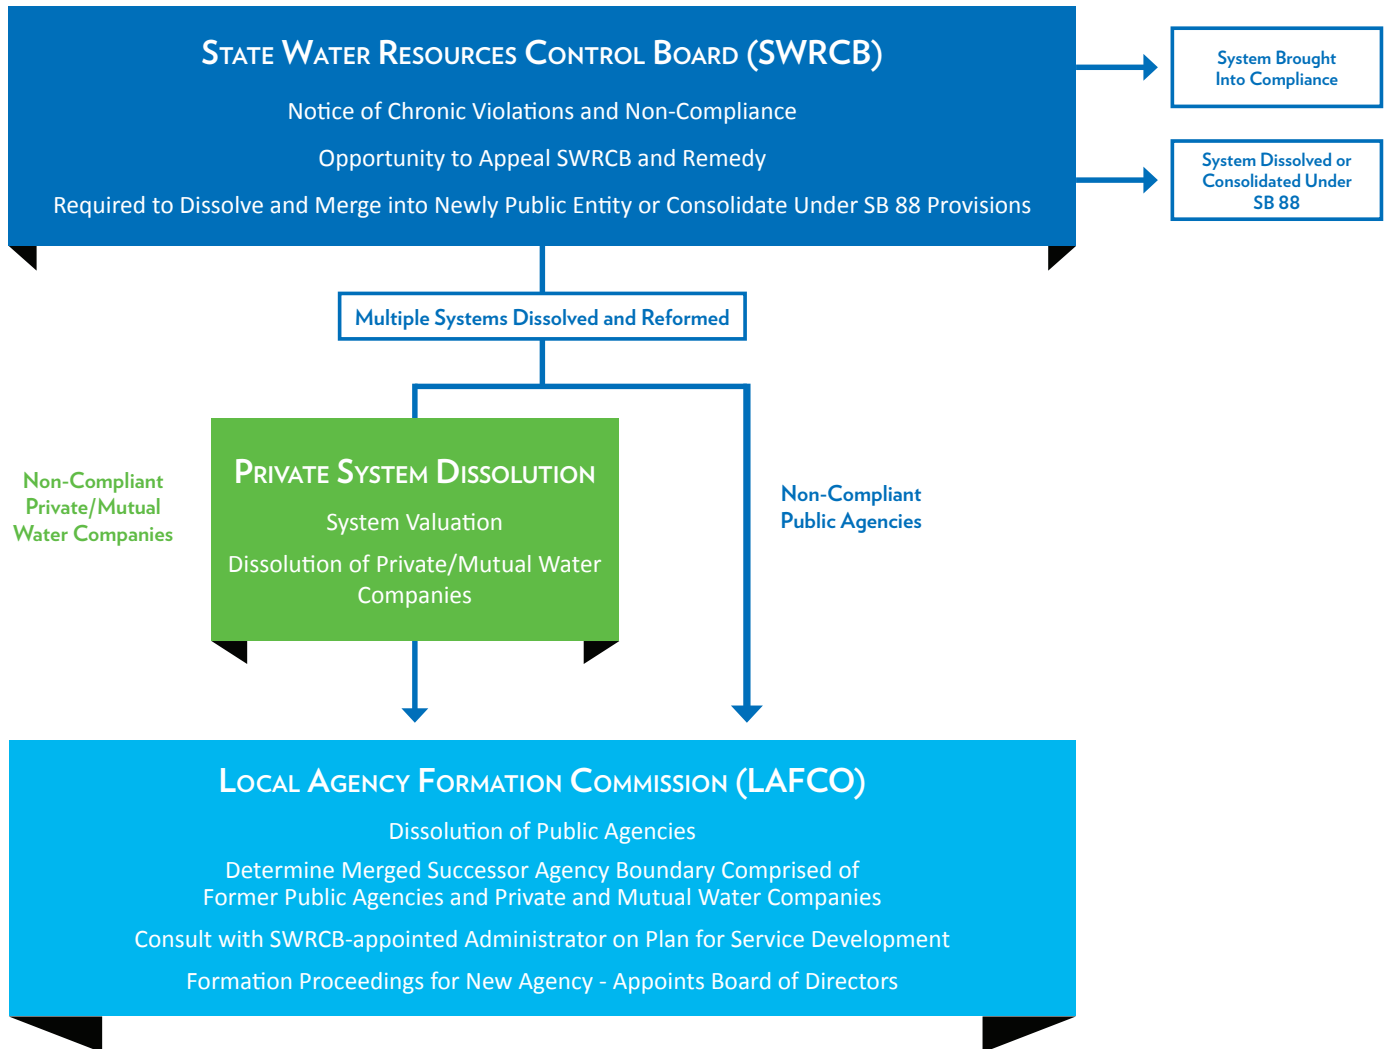 State Water Resources Control Board (SWRCB)
Notice of Chronic Violations and Non-Compliance
Opportunity to Appeal SWRCB and Remedy
Required to Dissolve and Merge into Newly Public Entity or Consolidate Under SB 88 Provisions
System Brought
Into Compliance
System Dissolved or
Consolidated Under
SB 88
Multiple Systems Dissolved and Reformed
Non-Compliant
Private/Mutual
Water Companies
Private System Dissolution
System Valuation
Dissolution of Private/Mutual Water
Companies
Non-Compliant
Public Agencies
Local Agency Formation Commission (LAFCO)
Dissolution of Public Agencies
Determine Merged Successor Agency Boundary Comprised of
Former Public Agencies and Private and Mutual Water Companies
Consult with SWRCB-appointed Administrator on Plan for Service Development
Formation Proceedings for New Agency - Appoints Board of Directors